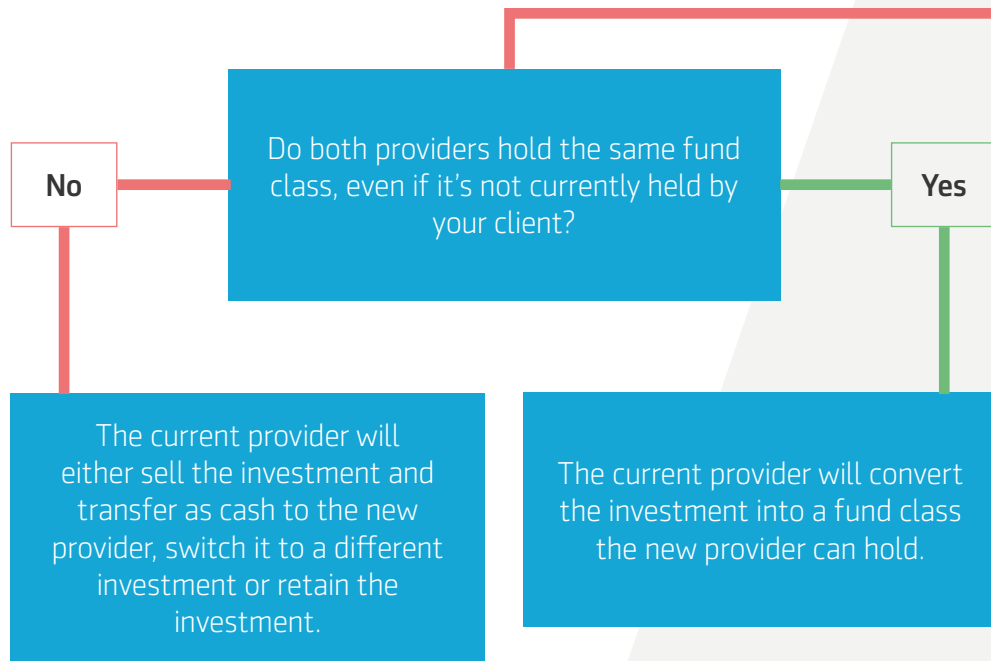 Do both providers hold the same fund
class, even if it's not currently held by
your client?
No
Yes
The current provider will
either sell the investment and
transfer as cash to the new
provider, switch it to a different
investment or retain the
investment.
The current provider will convert
the investment into a fund class
the new provider can hold.